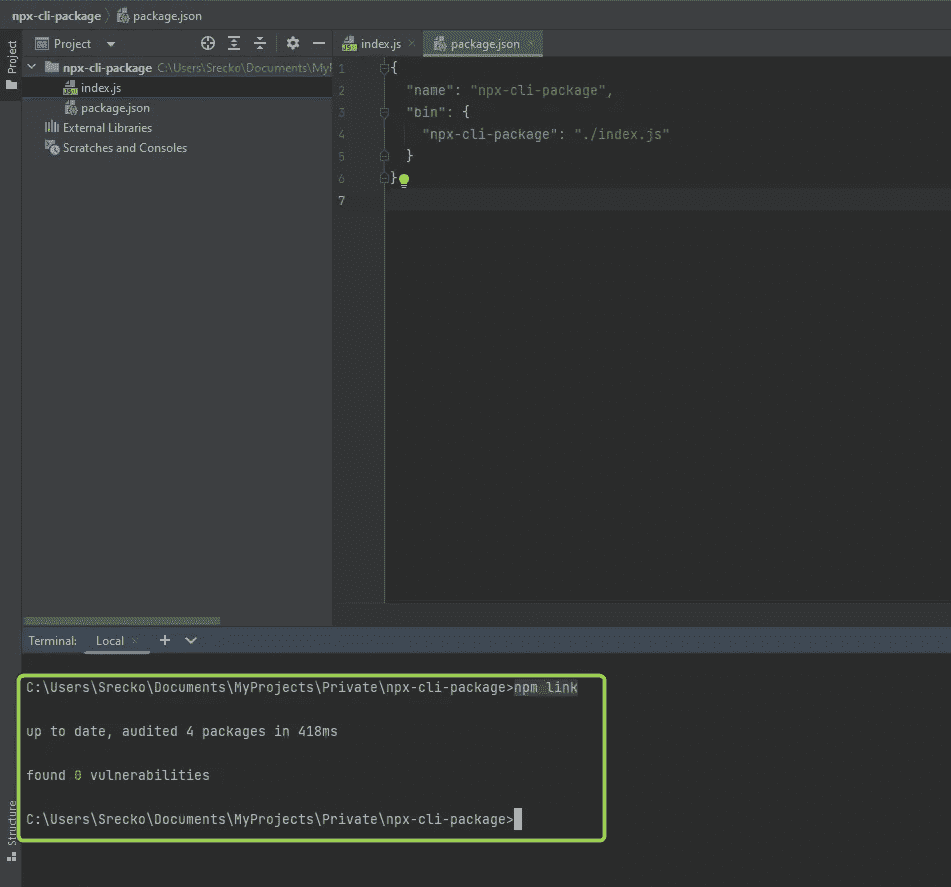 npx-cli-package package.json
Project
Project
index.js
package.json
npx-cli-package C:\Users\Srecko\Documents\My
index.js
package.json
External Libraries
Scratches and Consoles
1 {
2 "name": "npx-cli-package",
3 "bin": {
4 "npx-cli-package": "./index.js"
5 }
6 }
7
Terminal: Local
C:\Users\Srecko\Documents\MyProjects\Private\npx-cli-package>npm link
up to date, audited 4 packages in 418ms
found 0 vulnerabilities
C:\Users\Srecko\Documents\MyProjects\Private\npx-cli-package>
Structure